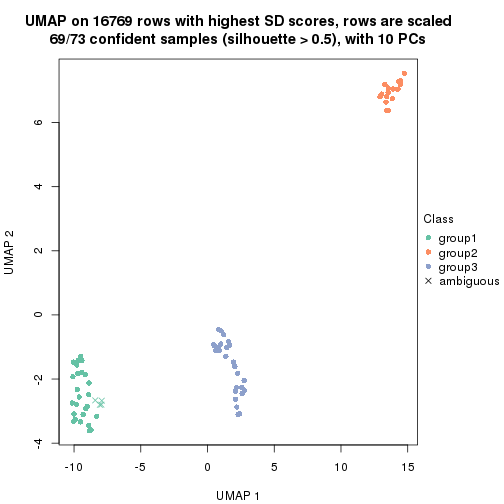 UMAP on 16769 rows with highest SD scores, rows are scaled
69/73 confident samples (silhouette > 0.5), with 10 PCs
UMAP 2
6
4
2
0
-2
-4
-10
-5
0
5
10
15
UMAP 1
Class
group1
group2
group3
ambiguous